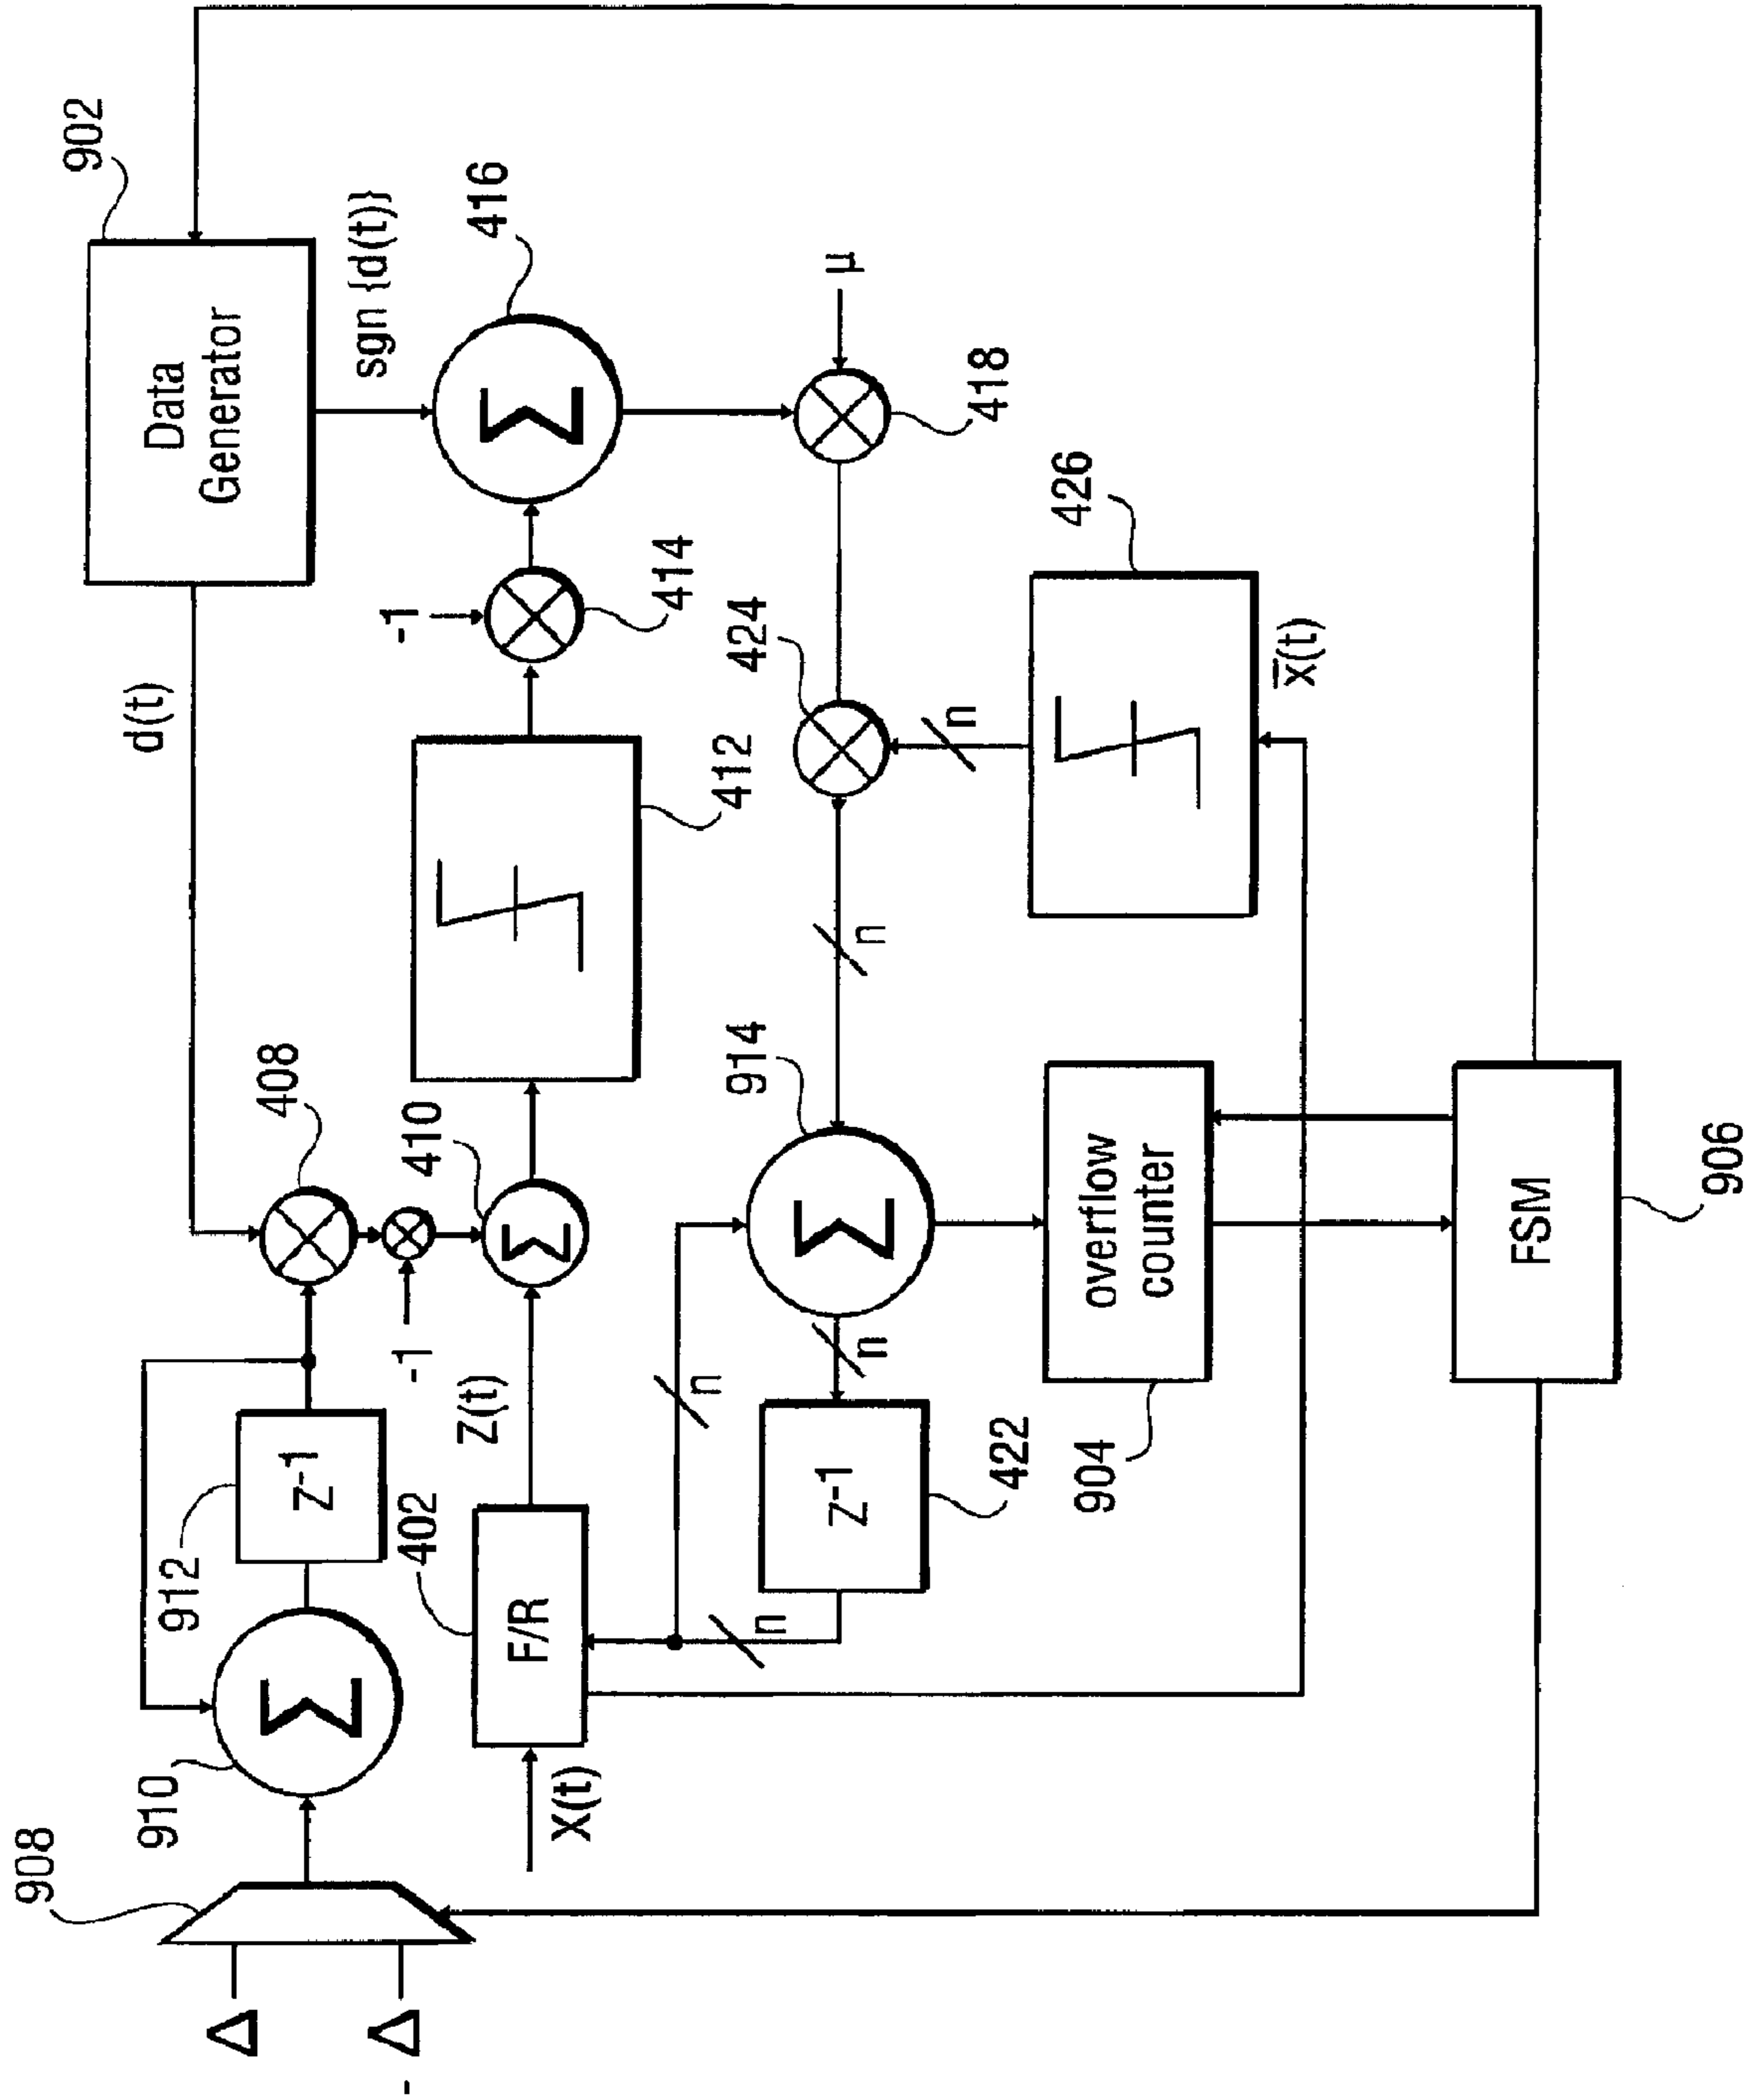 902
Data
Generator
sgn {d(t)}
416
μ
418
d(t)
-1
414
424
426
n
x̄(t)
412
n
408
410
914
-1
Σ
Σ
overflow
counter
904
FSM
906
Z(t)
n
n
912
z-1
402
F/R
n
z-1
422
910
Σ
X(t)
908
Δ
- Δ
Σ